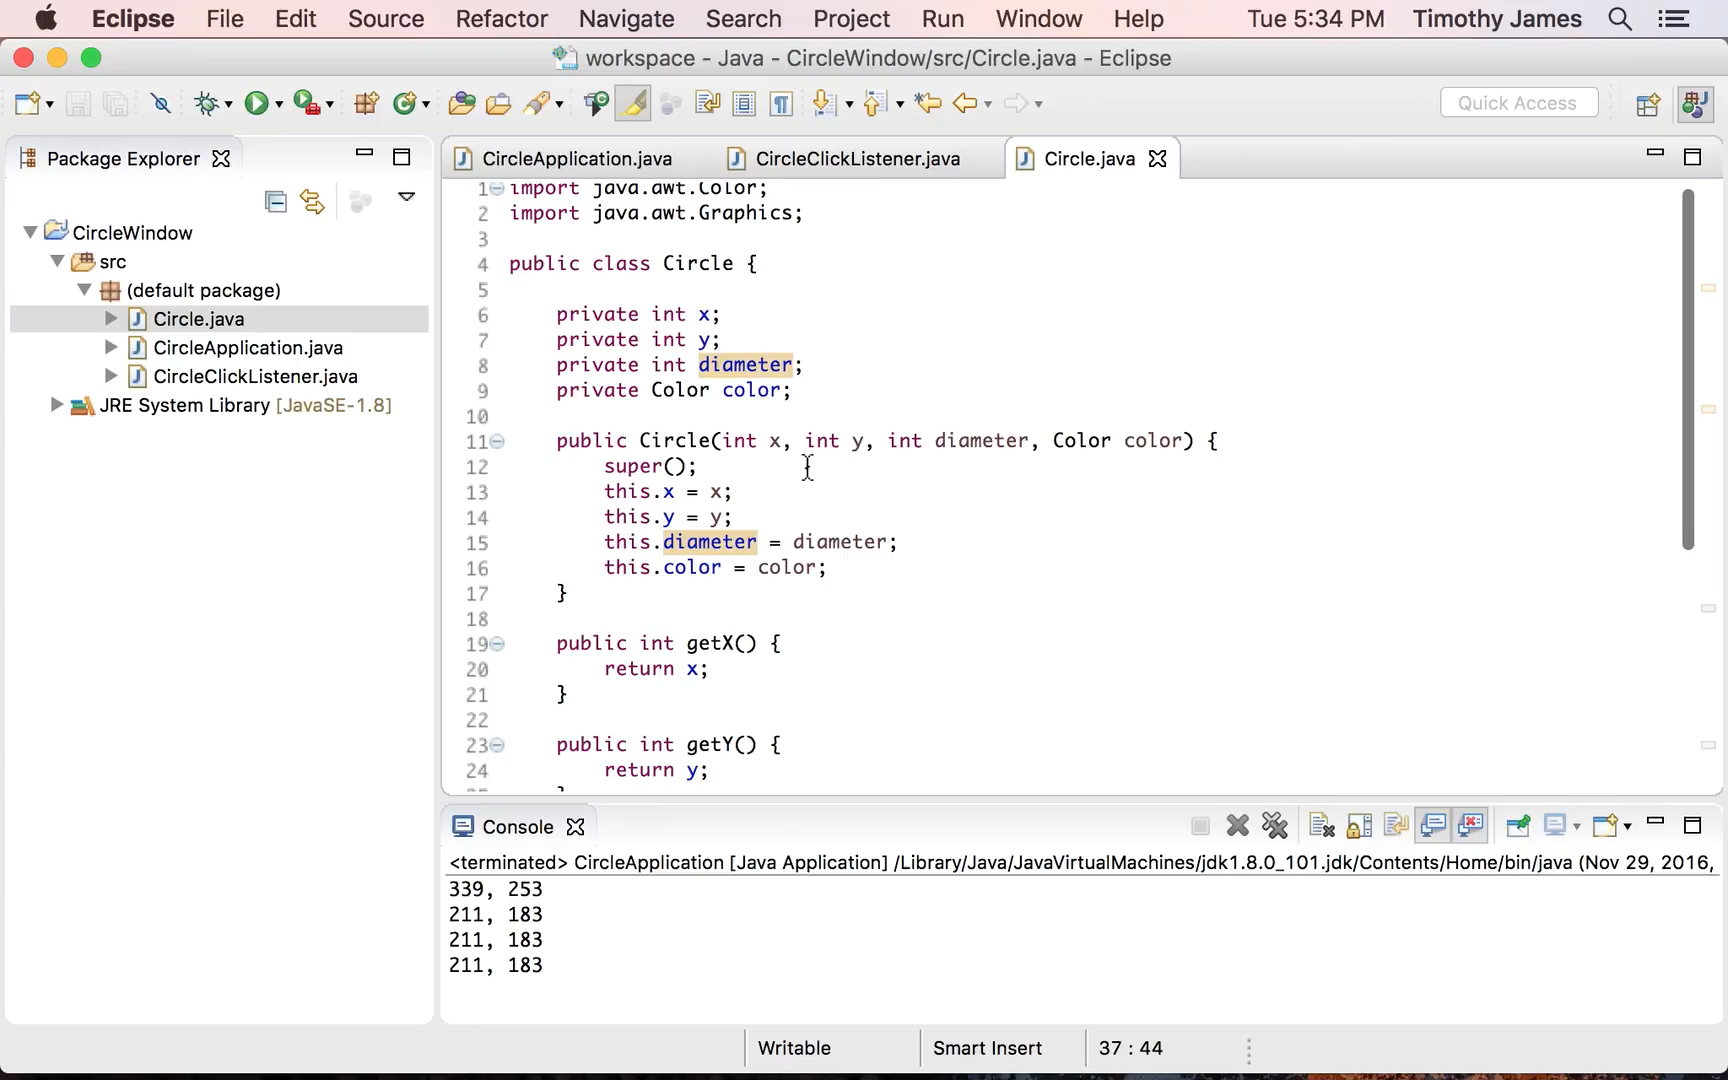 Eclipse File Edit Source Refactor Navigate Search Project Run Window Help Tue 5:34 PM Timothy James
workspace - Java - CircleWindow/src/Circle.java - Eclipse
Quick Access
Package Explorer
CircleWindow
src
(default package)
Circle.java
CircleApplication.java
CircleClickListener.java
JRE System Library [JavaSE-1.8]
CircleApplication.java CircleClickListener.java Circle.java
1 import java.awt.Color;
2 import java.awt.Graphics;
3
4 public class Circle {
5
6 private int x;
7 private int y;
8 private int diameter;
9 private Color color;
10
11 public Circle(int x, int y, int diameter, Color color) {
12 super();
13 this.x = x;
14 this.y = y;
15 this.diameter = diameter;
16 this.color = color;
17 }
18
19 public int getX() {
20 return x;
21 }
22
23 public int getY() {
24 return y;
Console
<terminated> CircleApplication [Java Application] /Library/Java/JavaVirtualMachines/jdk1.8.0_101.jdk/Contents/Home/bin/java (Nov 29, 2016,
339, 253
211, 183
211, 183
211, 183
Writable Smart Insert 37 : 44